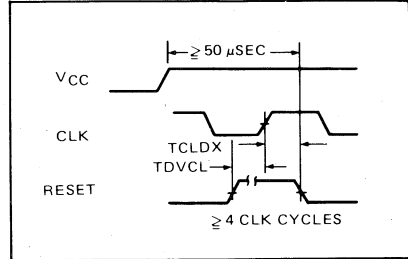 ≧50 μSEC
VCC
CLK
TCLDX
TDVCL
RESET
≧4 CLK CYCLES